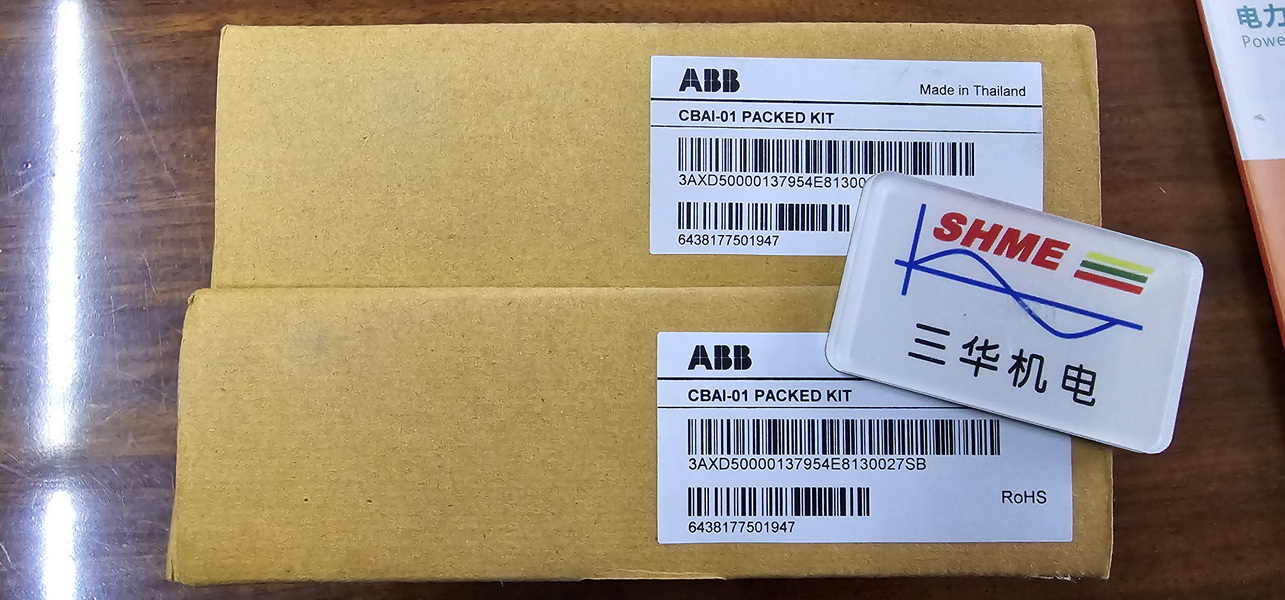 ABB
Made in Thailand
CBAI-01 PACKED KIT
3AXD50000137954E8130
6438177501947
SHME
三华机电
ABB
CBAI-01 PACKED KIT
3AXD50000137954E8130027SB
RoHS
6438177501947
电力
Powe